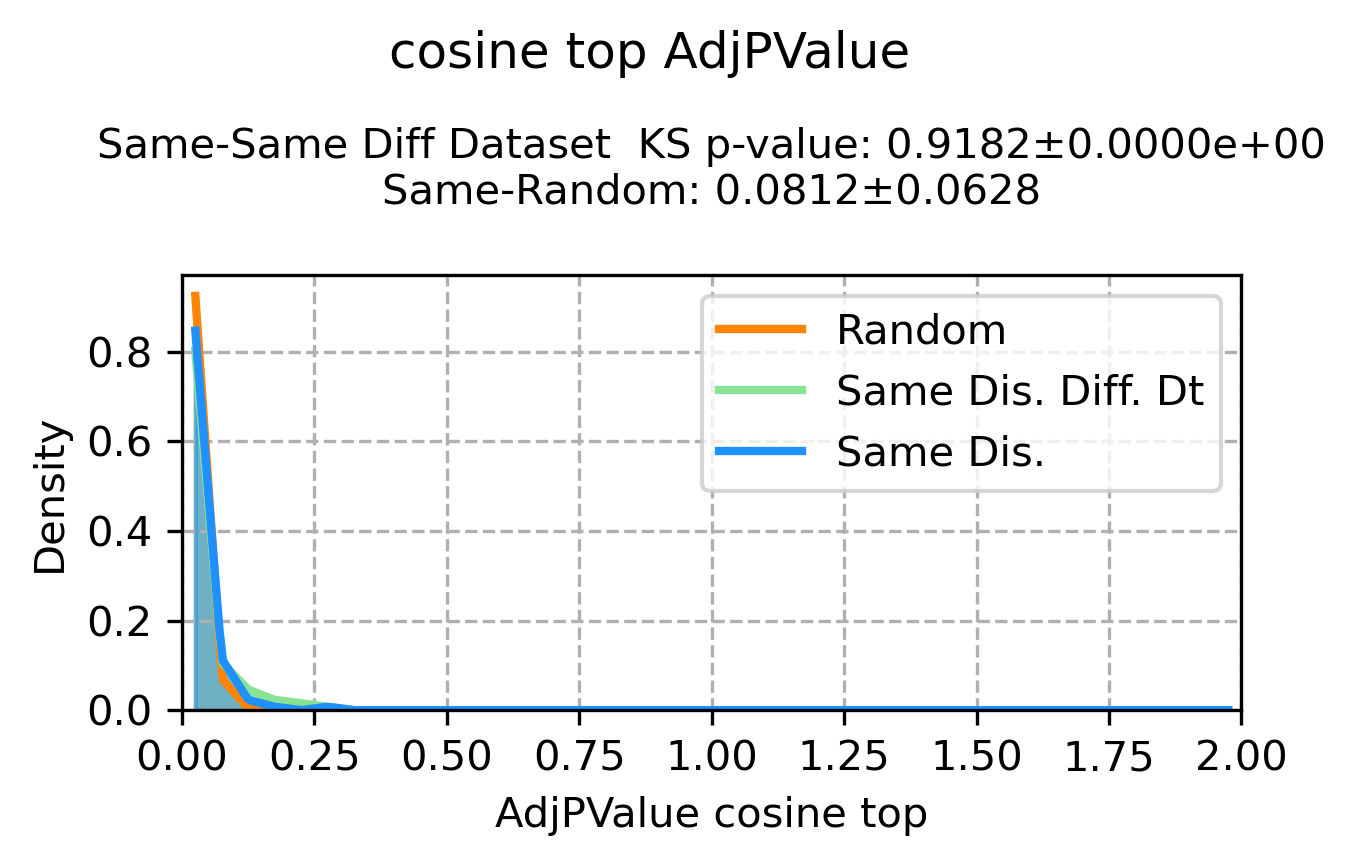 cosine top AdjPValue
Same-Same Diff Dataset  KS p-value: 0.9182±0.0000e+00
Same-Random: 0.0812±0.0628
Random
Same Dis. Diff. Dt
Same Dis.
Density
0.8
0.6
0.4
0.2
0.0
0.00 0.25 0.50 0.75 1.00 1.25 1.50 1.75 2.00
AdjPValue cosine top